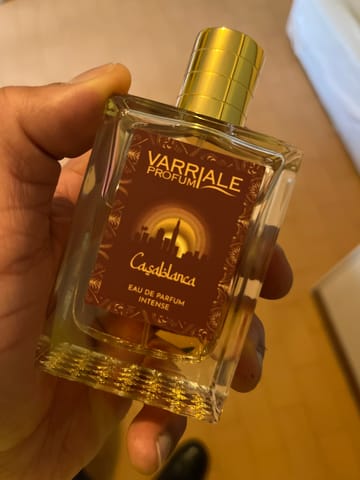 VARRIALE
PROFUMI
Casablanca
EAU DE PARFUM
INTENSE